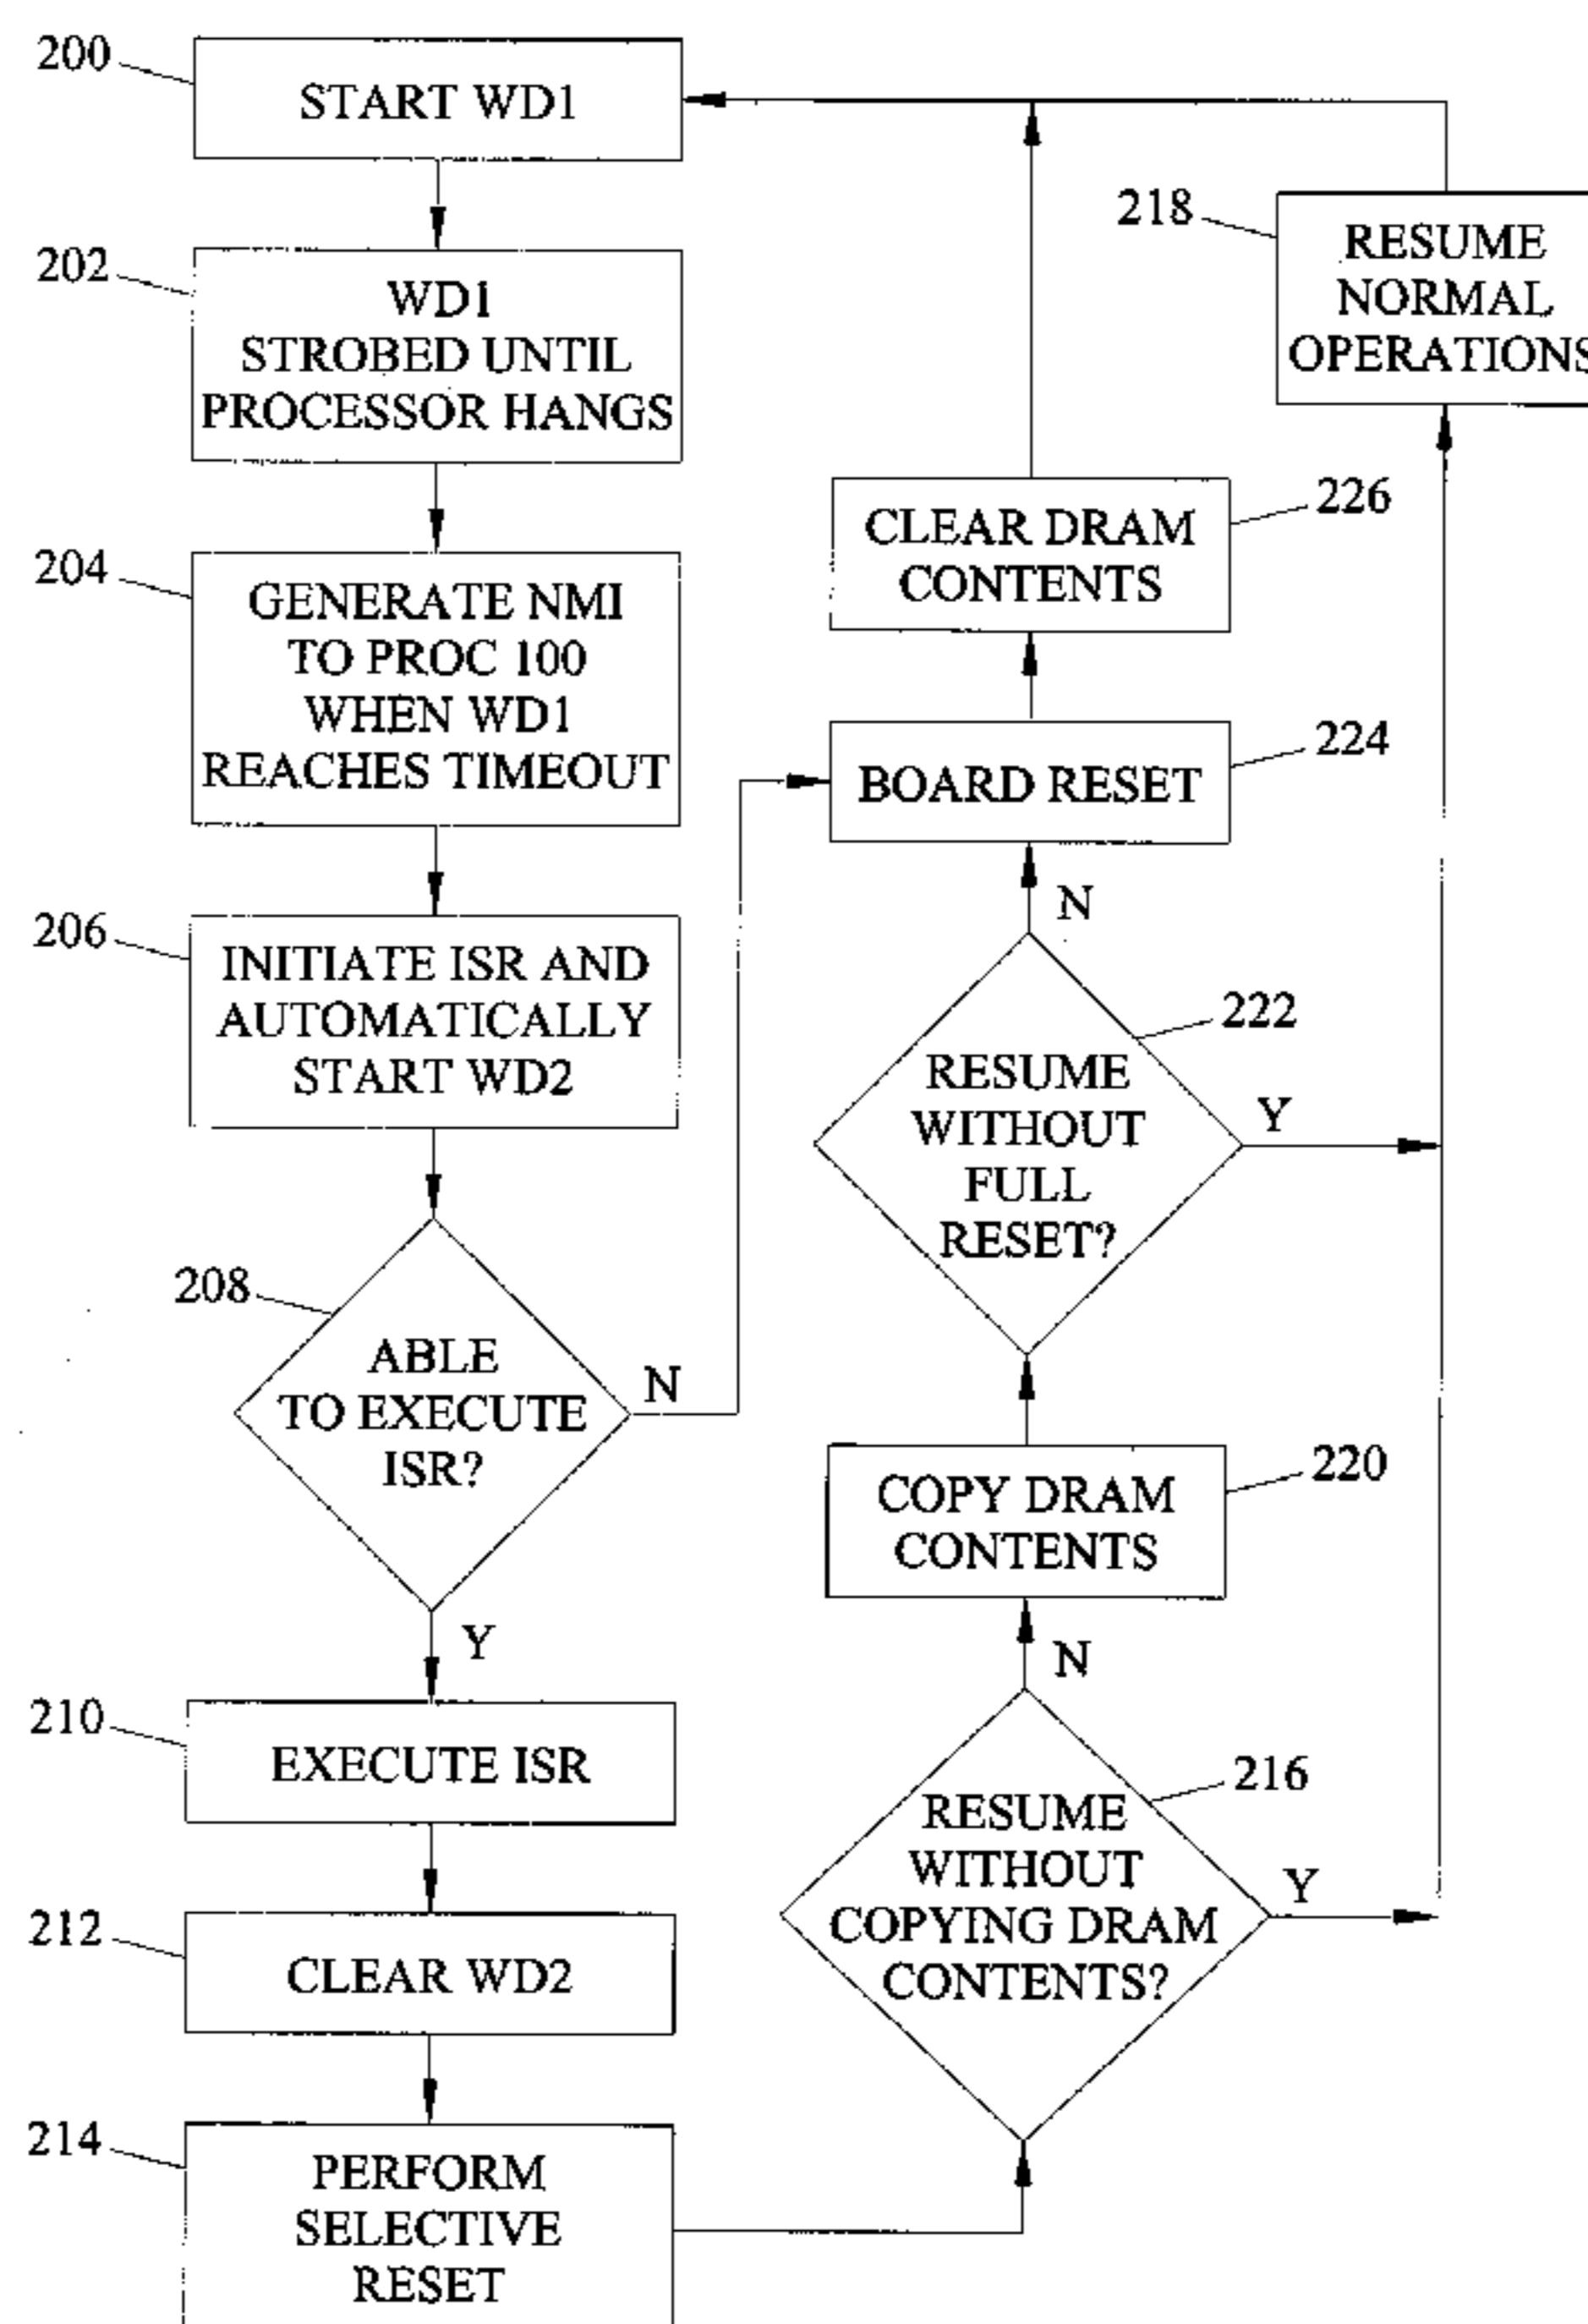 200
START WD1
202
WD1
STROBED UNTIL
PROCESSOR HANGS
204
GENERATE NMI
TO PROC 100
WHEN WD1
REACHES TIMEOUT
206
INITIATE ISR AND
AUTOMATICALLY
START WD2
208
ABLE
TO EXECUTE
ISR?
N
Y
210
EXECUTE ISR
212
CLEAR WD2
214
PERFORM
SELECTIVE
RESET
216
RESUME
WITHOUT
COPYING DRAM
CONTENTS?
Y
N
220
COPY DRAM
CONTENTS
222
RESUME
WITHOUT
FULL
RESET?
Y
N
224
BOARD RESET
226
CLEAR DRAM
CONTENTS
218
RESUME
NORMAL
OPERATIONS